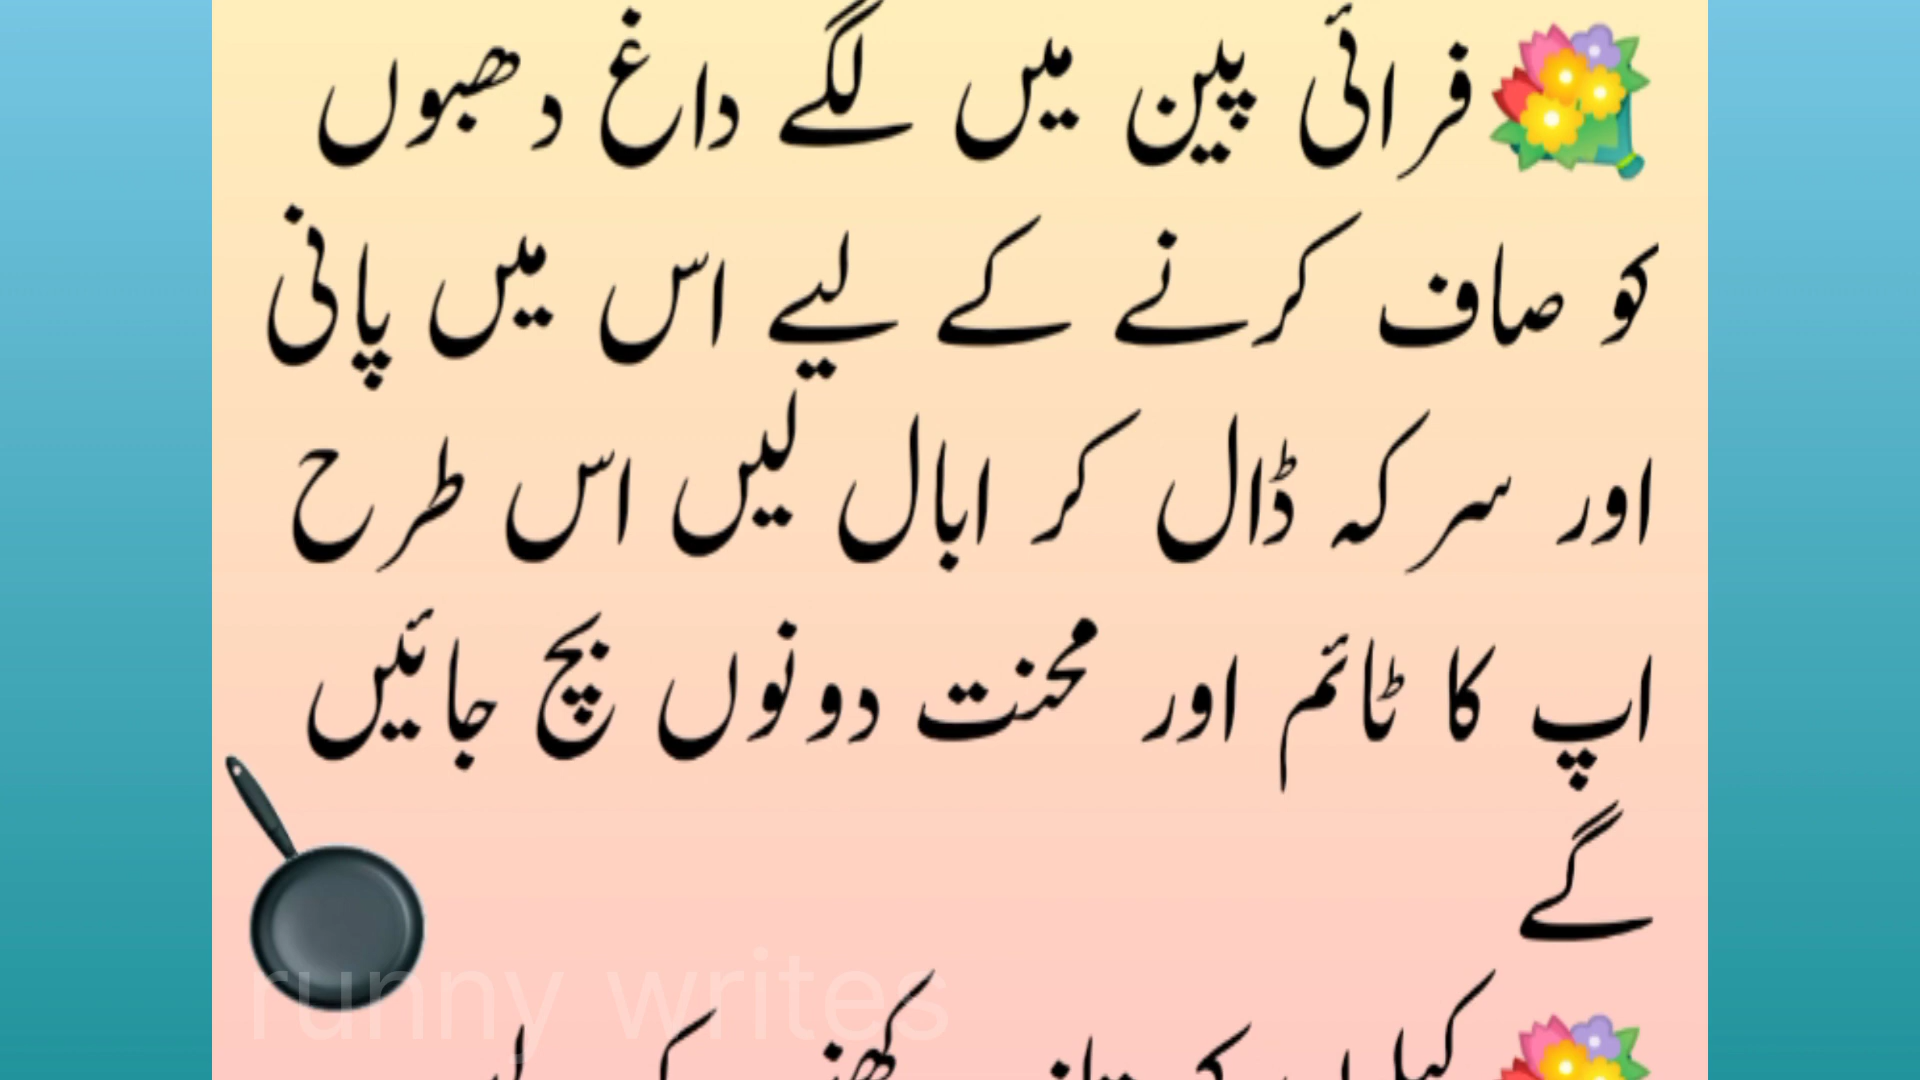 فرائی پین میں لگے داغ دھبوں
کو صاف کرنے کے لیے اس میں پانی
اور سرکہ ڈال کر ابال لیں اس طرح
اپ کا ٹائم اور محنت دونوں بچ جائیں
گے
runny writes